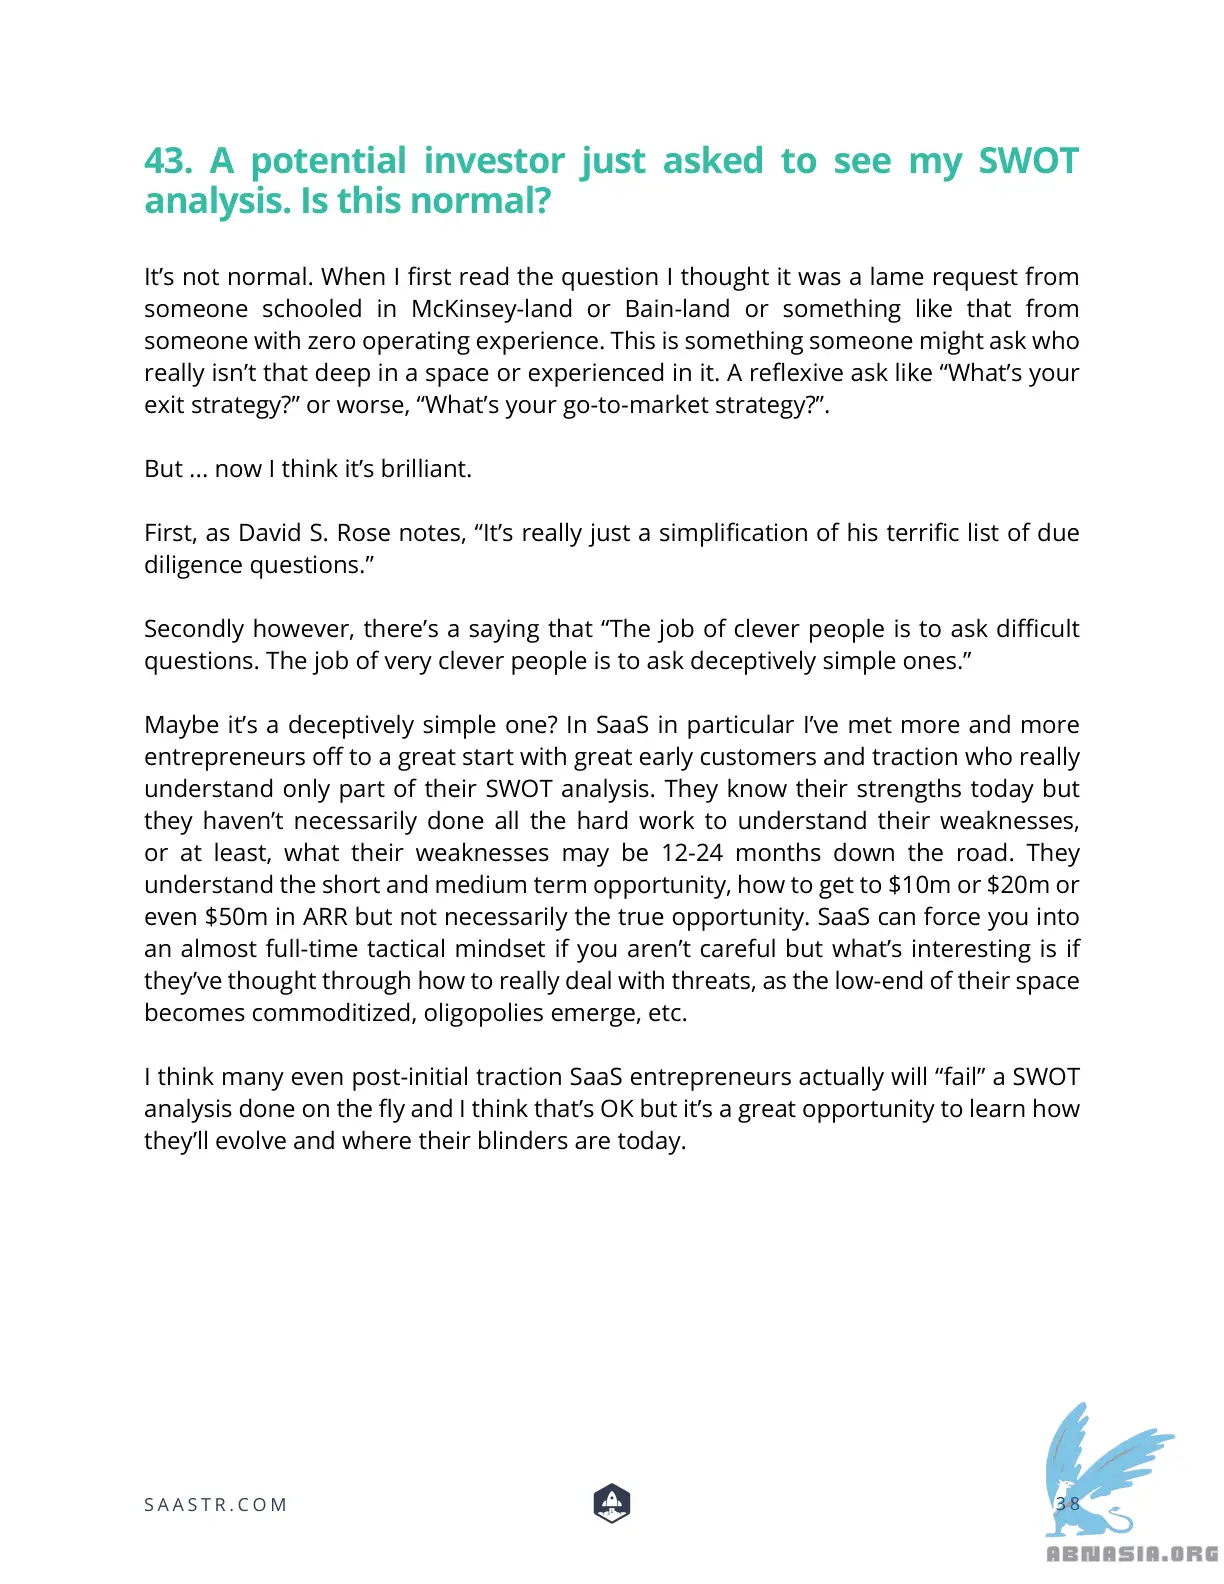 43. A potential investor just asked to see my SWOT
analysis. Is this normal?
It’s not normal. When I first read the question I thought it was a lame request from
someone schooled in McKinsey-land or Bain-land or something like that from
someone with zero operating experience. This is something someone might ask who
really isn’t that deep in a space or experienced in it. A reflexive ask like “What’s your
exit strategy?” or worse, “What’s your go-to-market strategy?”.
But ... now I think it’s brilliant.
First, as David S. Rose notes, “It’s really just a simplification of his terrific list of due
diligence questions.”
Secondly however, there’s a saying that “The job of clever people is to ask difficult
questions. The job of very clever people is to ask deceptively simple ones.”
Maybe it’s a deceptively simple one? In SaaS in particular I’ve met more and more
entrepreneurs off to a great start with great early customers and traction who really
understand only part of their SWOT analysis. They know their strengths today but
they haven’t necessarily done all the hard work to understand their weaknesses,
or at least, what their weaknesses may be 12-24 months down the road. They
understand the short and medium term opportunity, how to get to $10m or $20m or
even $50m in ARR but not necessarily the true opportunity. SaaS can force you into
an almost full-time tactical mindset if you aren’t careful but what’s interesting is if
they’ve thought through how to really deal with threats, as the low-end of their space
becomes commoditized, oligopolies emerge, etc.
I think many even post-initial traction SaaS entrepreneurs actually will “fail” a SWOT
analysis done on the fly and I think that’s OK but it’s a great opportunity to learn how
they’ll evolve and where their blinders are today.
SAASTR.COM
38
ABNASIA.ORG